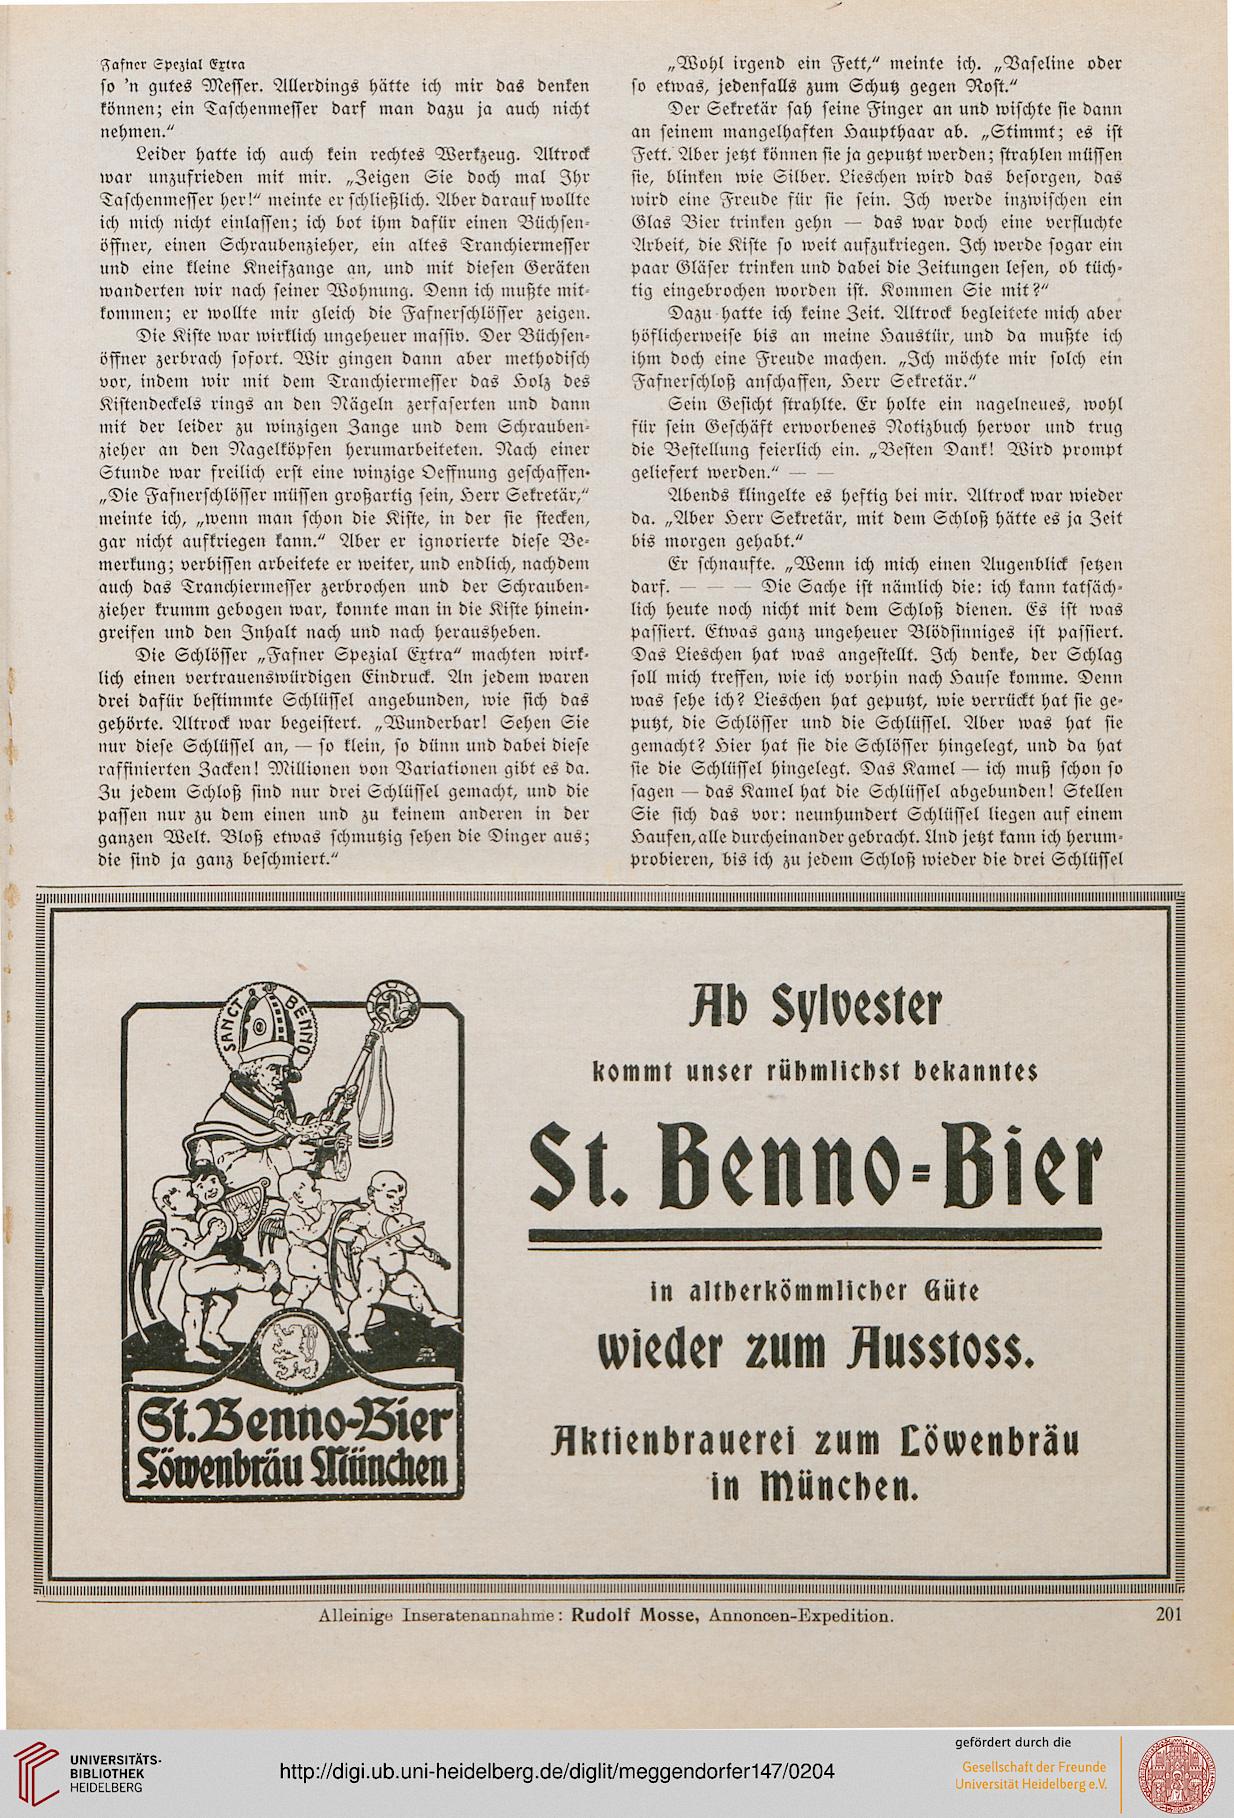 Fafner Spezial Extra
so 'n gutes Messer. Allerdings hätte ich mir das denken
können; ein Taschenmesser darf man dazu ja auch nicht
nehmen.“
Leider hatte ich auch kein rechtes Werkzeug. Altrock
war unzufrieden mit mir. „Zeigen Sie doch mal Ihr
Taschenmesser her!“ meinte er schließlich. Aber darauf wollte
ich mich nicht einlassen; ich bot ihm dafür einen Büchsen-
öffner, einen Schraubenzieher, ein altes Tranchiermesser
und eine kleine Kneifzange an, und mit diesen Geräten
wanderten wir nach seiner Wohnung. Denn ich mußte mit-
kommen; er wollte mir gleich die Fafnerschlösser zeigen.
Die Kiste war wirklich ungeheuer massiv. Der Büchsen-
öffner zerbrach sofort. Wir gingen dann aber methodisch
vor, indem wir mit dem Tranchiermesser das Holz des
Kistendeckels rings an den Nägeln zerfaserten und dann
mit der leider zu winzigen Zange und dem Schrauben-
zieher an den Nagelköpfen herumarbeiteten. Nach einer
Stunde war freilich erst eine winzige Oeffnung geschaffen.
„Die Fafnerschlösser müssen großartig sein, Herr Sekretär,“
meinte ich, „wenn man schon die Kiste, in der sie stecken,
gar nicht aufkriegen kann.“ Aber er ignorierte diese Be-
merkung; verbissen arbeitete er weiter, und endlich, nachdem
auch das Tranchiermesser zerbrochen und der Schrauben-
zieher krumm gebogen war, konnte man in die Kiste hinein-
greifen und den Inhalt nach und nach herausheben.
Die Schlösser „Fafner Spezial Extra“ machten wirk-
lich einen vertrauenswürdigen Eindruck. An jedem waren
drei dafür bestimmte Schlüssel angebunden, wie sich das
gehörte. Altrock war begeistert. „Wunderbar! Sehen Sie
nur diese Schlüssel an, — so klein, so dünn und dabei diese
raffinierten Zacken! Millionen von Variationen gibt es da.
Zu jedem Schloß sind nur drei Schlüssel gemacht, und die
passen nur zu dem einen und zu keinem anderen in der
ganzen Welt. Bloß etwas schmutzig sehen die Dinger aus;
die sind ja ganz beschmiert.“
„Wohl irgend ein Fett,“ meinte ich. „Vaseline oder
so etwas, jedenfalls zum Schutz gegen Rost.“
Der Sekretär sah seine Finger an und wischte sie dann
an seinem mangelhaften Haupthaar ab. „Stimmt; es ist
Fett. Aber jetzt können sie ja geputzt werden; strahlen müssen
sie, blinken wie Silber. Lieschen wird das besorgen, das
wird eine Freude für sie sein. Ich werde inzwischen ein
Glas Bier trinken gehn — das war doch eine verfluchte
Arbeit, die Kiste so weit aufzukriegen. Ich werde sogar ein
paar Gläser trinken und dabei die Zeitungen lesen, ob tüch-
tig eingebrochen worden ist. Kommen Sie mit?“
Dazu hatte ich keine Zeit. Altrock begleitete mich aber
höflicherweise bis an meine Haustür, und da mußte ich
ihm doch eine Freude machen. „Ich möchte mir solch ein
Fafnerschloß anschaffen, Herr Sekretär.“
Sein Gesicht strahlte. Er holte ein nagelneues, wohl
für sein Geschäft erworbenes Notizbuch hervor und trug
die Bestellung feierlich ein. „Besten Dank! Wird prompt
geliefert werden.“ — —
Abends klingelte es heftig bei mir. Altrock war wieder
da. „Aber Herr Sekretär, mit dem Schloß hätte es ja Zeit
bis morgen gehabt.“
Er schnaufte. „Wenn ich mich einen Augenblick setzen
darf. — — — Die Sache ist nämlich die: ich kann tatsäch-
lich heute noch nicht mit dem Schloß dienen. Es ist was
passiert. Etwas ganz ungeheuer Blödsinniges ist passiert.
Das Lieschen hat was angestellt. Ich denke, der Schlag
soll mich treffen, wie ich vorhin nach Hause komme. Denn
was sehe ich? Lieschen hat geputzt, wie verrückt hat sie ge-
putzt, die Schlösser und die Schlüssel. Aber was hat sie
gemacht? Hier hat sie die Schlösser hingelegt, und da hat
sie die Schlüssel hingelegt. Das Kamel — ich muß schon so
sagen — das Kamel hat die Schlüssel abgebunden! Stellen
Sie sich das vor: neunhundert Schlüssel liegen auf einem
Haufen, alle durcheinander gebracht. Und jetzt kann ich herum-
probieren, bis ich zu jedem Schloß wieder die drei Schlüssel
SANCT BENNO
St. Benno-Bier
Löwenbräu München
Ab Sylvester
kommt unser rühmlichst bekanntes
St. Benno-Bier
in altherkömmlicher Güte
wieder zum Ausstoss.
Aktienbrauerei zum Löwenbräu
in München.
Alleinige Inseratenannahme: Rudolf Mosse, Annoncen-Expedition.
201
UNIVERSITÄTS-
BIBLIOTHEK
HEIDELBERG
http://digi.ub.uni-heidelberg.de/diglit/meggendorfer147/0204
gefördert durch die
Gesellschaft der Freunde
Universität Heidelberg e.V.